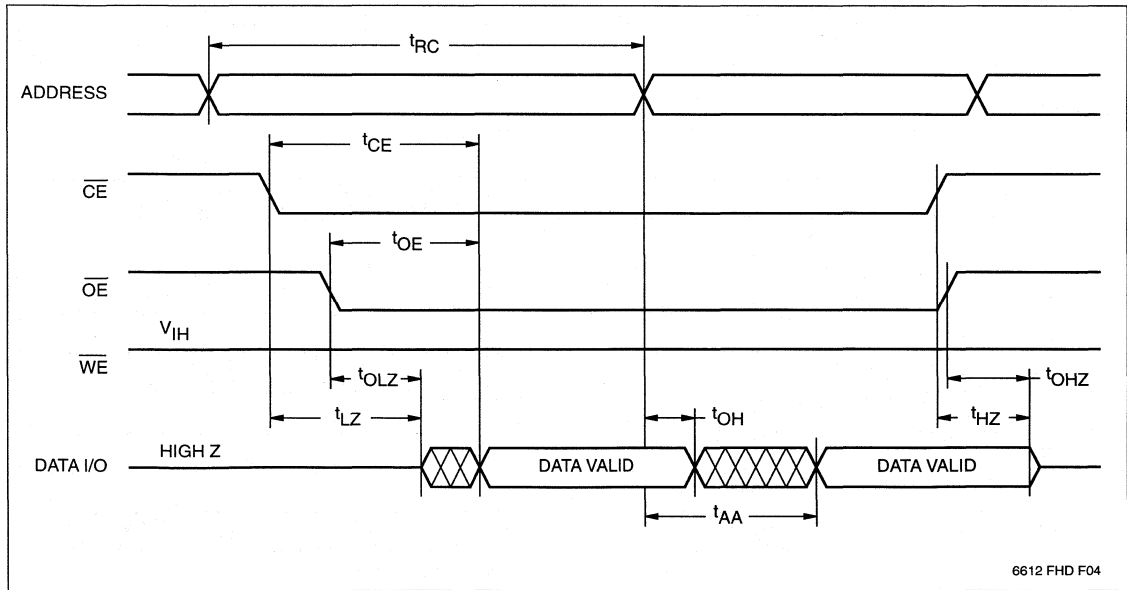 tRC
ADDRESS
tCE
CE
tOE
OE
VIH
WE
tOLZ
tOHZ
tLZ
tOH
tHZ
HIGH Z
DATA I/O
DATA VALID
DATA VALID
tAA
6612 FHD F04